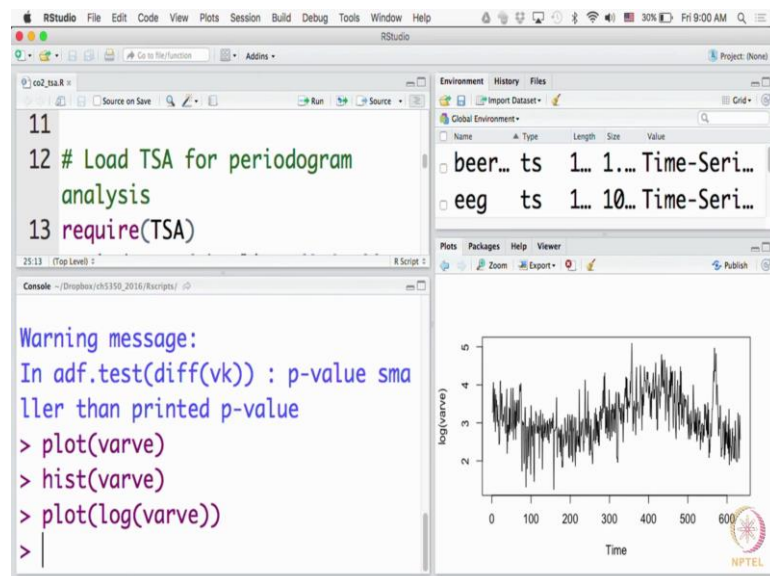 RStudio File Edit Code View Plots Session Build Debug Tools Window Help 30% Fri 9:00 AM
RStudio
Go to file/function Addins Project: (None)
co2_tsa.R
Source on Save Run Source
11
12 # Load TSA for periodogram
analysis
13 require(TSA)
25:13 (Top Level) R Script
Console ~/Dropbox/ch5350_2016/Rscripts/
Warning message:
In adf.test(diff(vk)) : p-value sma
ller than printed p-value
> plot(varve)
> hist(varve)
> plot(log(varve))
>
Environment History Files
Import Dataset Grid
Global Environment
Name Type Length Size Value
beer… ts 1… 1.… Time-Seri…
eeg ts 1… 10… Time-Seri…
Plots Packages Help Viewer
Zoom Export Publish
log(varve)
5
4
3
2
0 100 200 300 400 500 600
Time
NPTEL